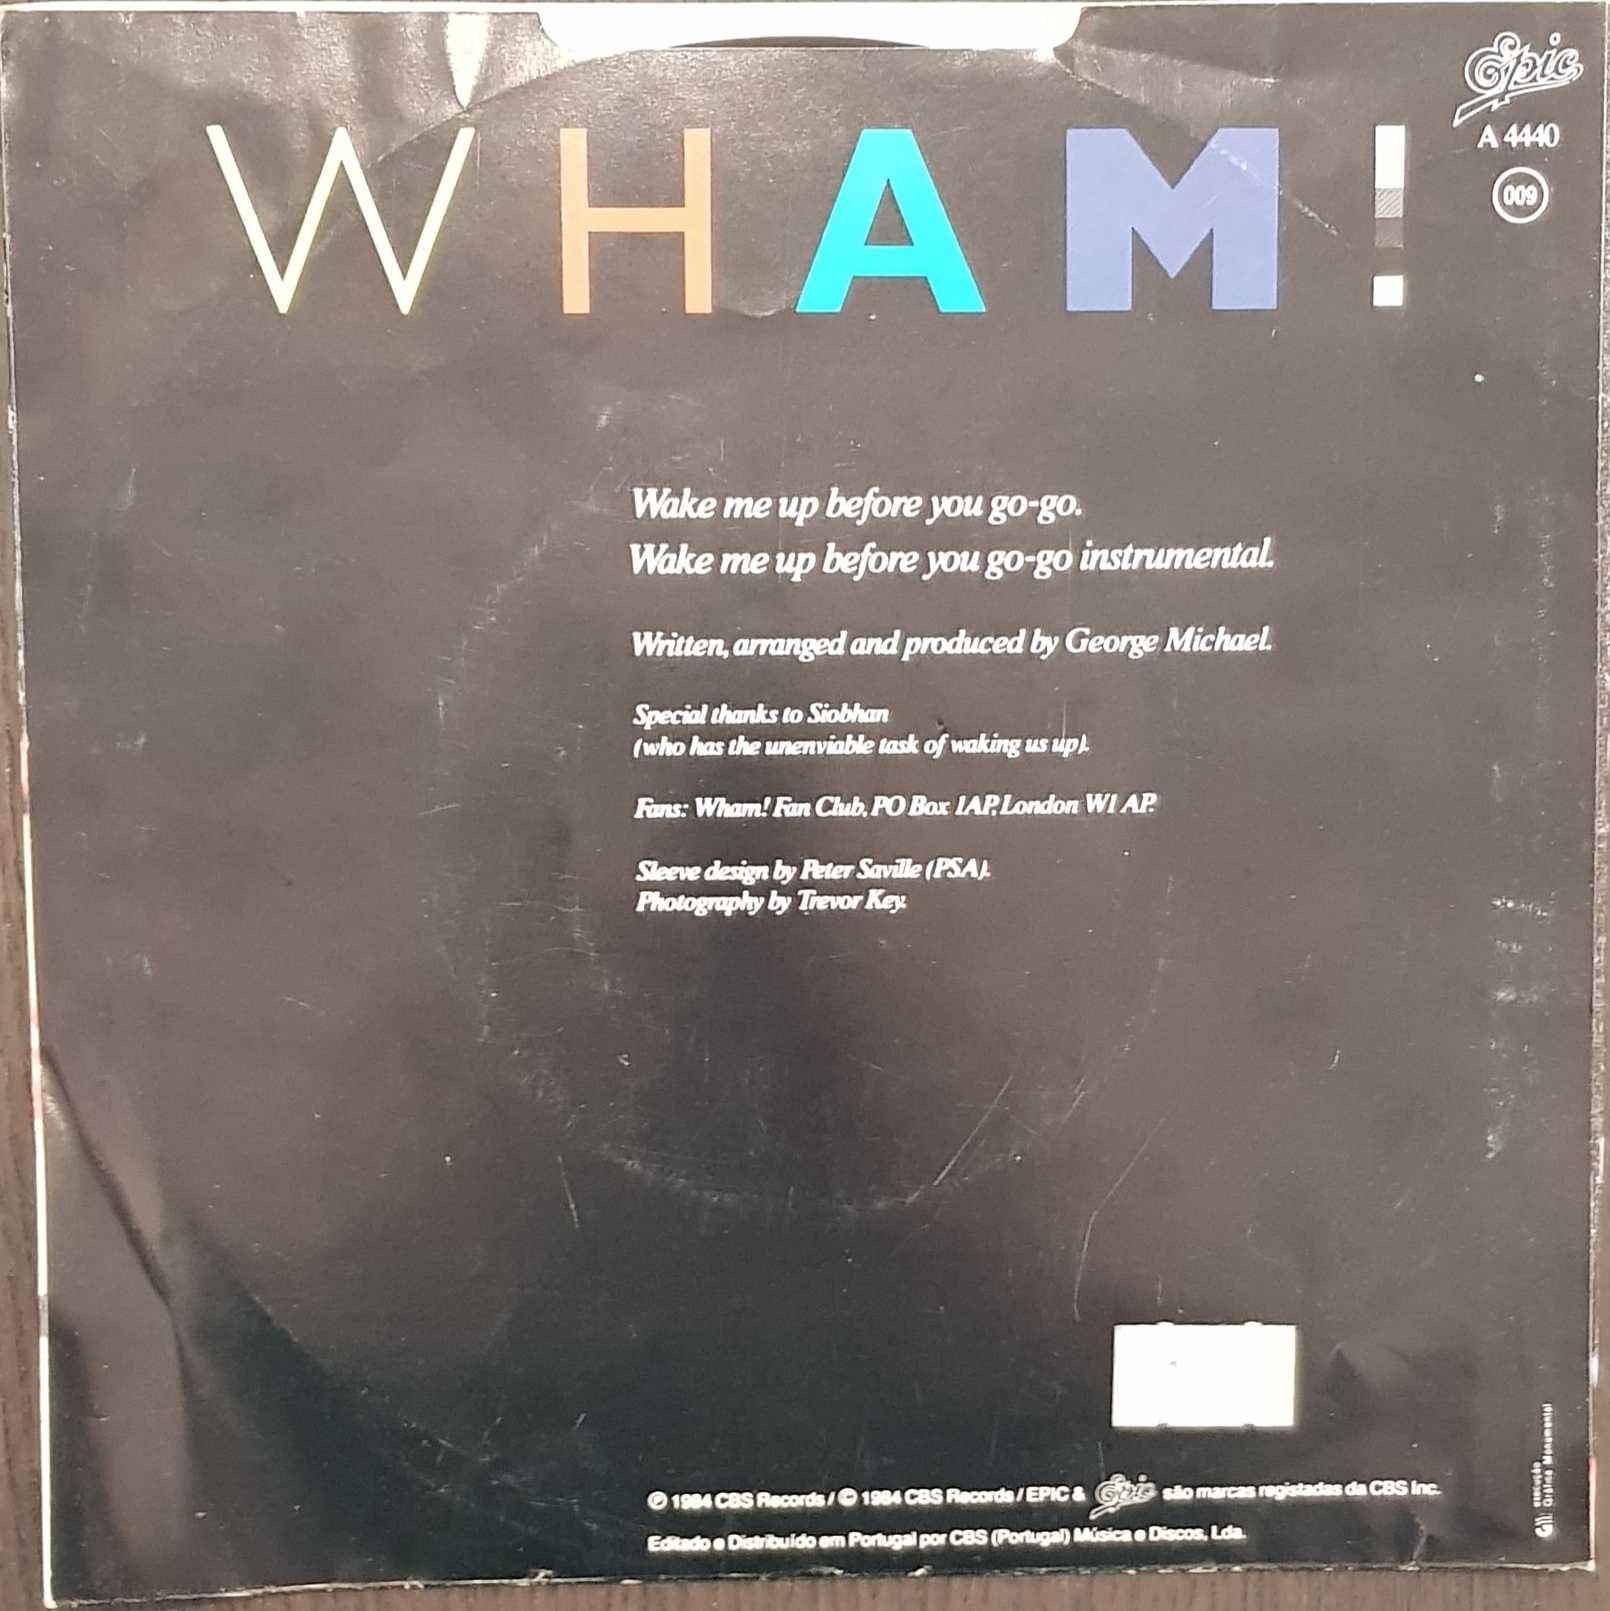 WHAM!
Epic
A 4440
009
Wake me up before you go-go.
Wake me up before you go-go instrumental.
Written, arranged and produced by George Michael.
Special thanks to Siobhan
(who has the unenviable task of waking us up).
Fans: Wham! Fan Club, PO Box 1AP, London W1 AP.
Sleeve design by Peter Saville (PSA).
Photography by Trevor Key.
℗ 1984 CBS Records / © 1984 CBS Records / EPIC & Epic são marcas registadas da CBS Inc.
Editado e Distribuído em Portugal por CBS (Portugal) Música e Discos, Lda.
execução
Gráfica Monumental